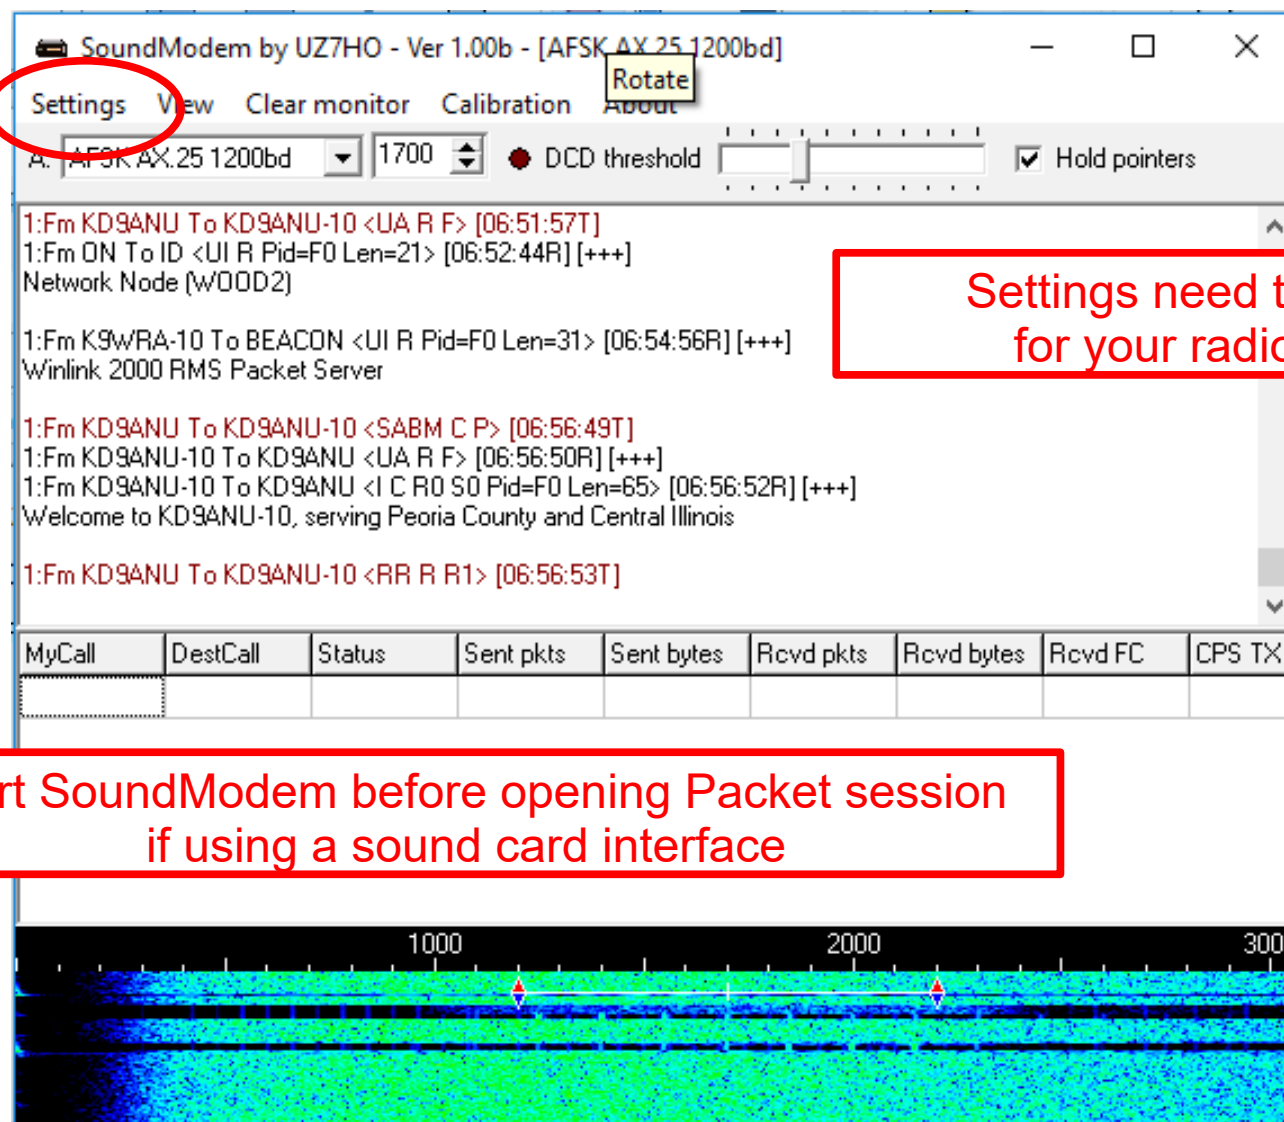 SoundModem by UZ7HO - Ver 1.00b - [AFSK AX.25 1200bd]
Rotate
Settings View Clear monitor Calibration About
A: AFSK AX.25 1200bd 1700 DCD threshold Hold pointers
1:Fm KD9ANU To KD9ANU-10 <UA R F> [06:51:57T]
1:Fm ON To ID <UI R Pid=F0 Len=21> [06:52:44R] [+++]
Network Node (WOOD2)
Settings need t
for your radio
1:Fm K9WRA-10 To BEACON <UI R Pid=F0 Len=31> [06:54:56R] [+++]
Winlink 2000 RMS Packet Server
1:Fm KD9ANU To KD9ANU-10 <SABM C P> [06:56:49T]
1:Fm KD9ANU-10 To KD9ANU <UA R F> [06:56:50R] [+++]
1:Fm KD9ANU-10 To KD9ANU <I C R0 S0 Pid=F0 Len=65> [06:56:52R] [+++]
Welcome to KD9ANU-10, serving Peoria County and Central Illinois
1:Fm KD9ANU To KD9ANU-10 <RR R R1> [06:56:53T]
MyCall DestCall Status Sent pkts Sent bytes Rcvd pkts Rcvd bytes Rcvd FC CPS TX
rt SoundModem before opening Packet session
if using a sound card interface
1000 2000 300